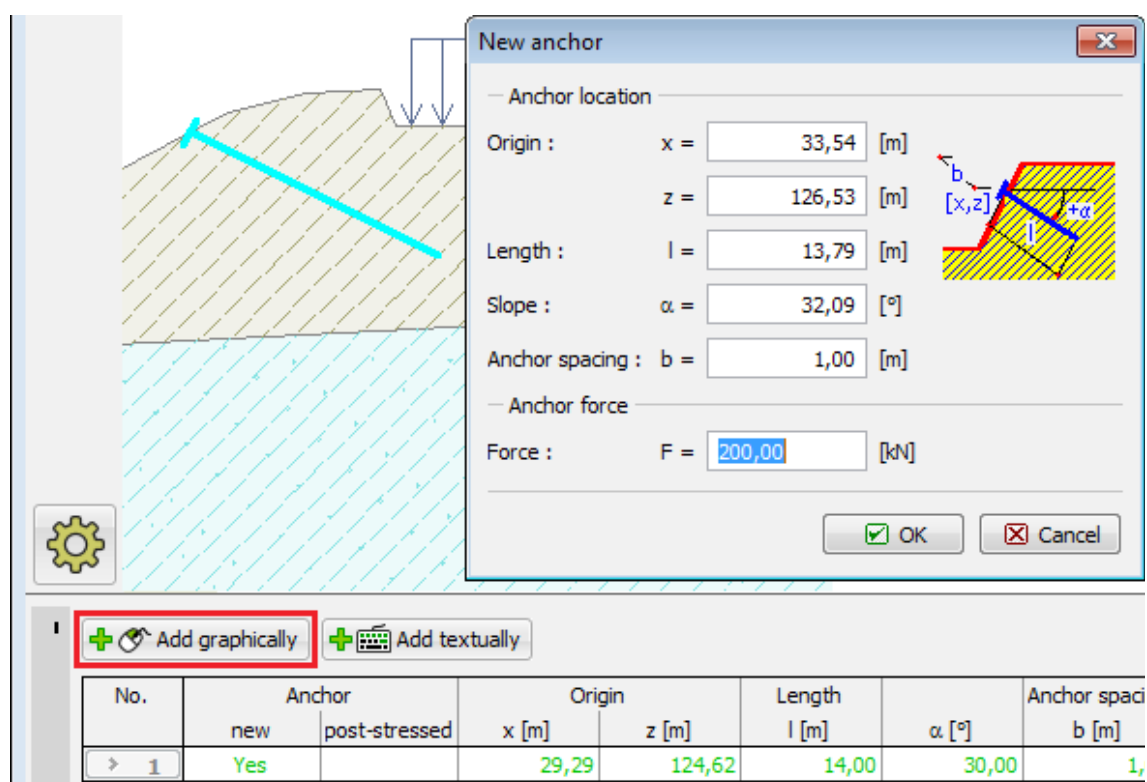 New anchor
Anchor location
Origin : x = 33,54 [m]
z = 126,53 [m]
Length : l = 13,79 [m]
Slope : α = 32,09 [°]
Anchor spacing : b = 1,00 [m]
b
[x,z]
+α
l
Anchor force
Force : F = 200,00 [kN]
OK Cancel
Add graphically Add textually
No. Anchor Origin Length Anchor spaci
new post-stressed x [m] z [m] l [m] α [°] b [m]
> 1 Yes 29,29 124,62 14,00 30,00 1,